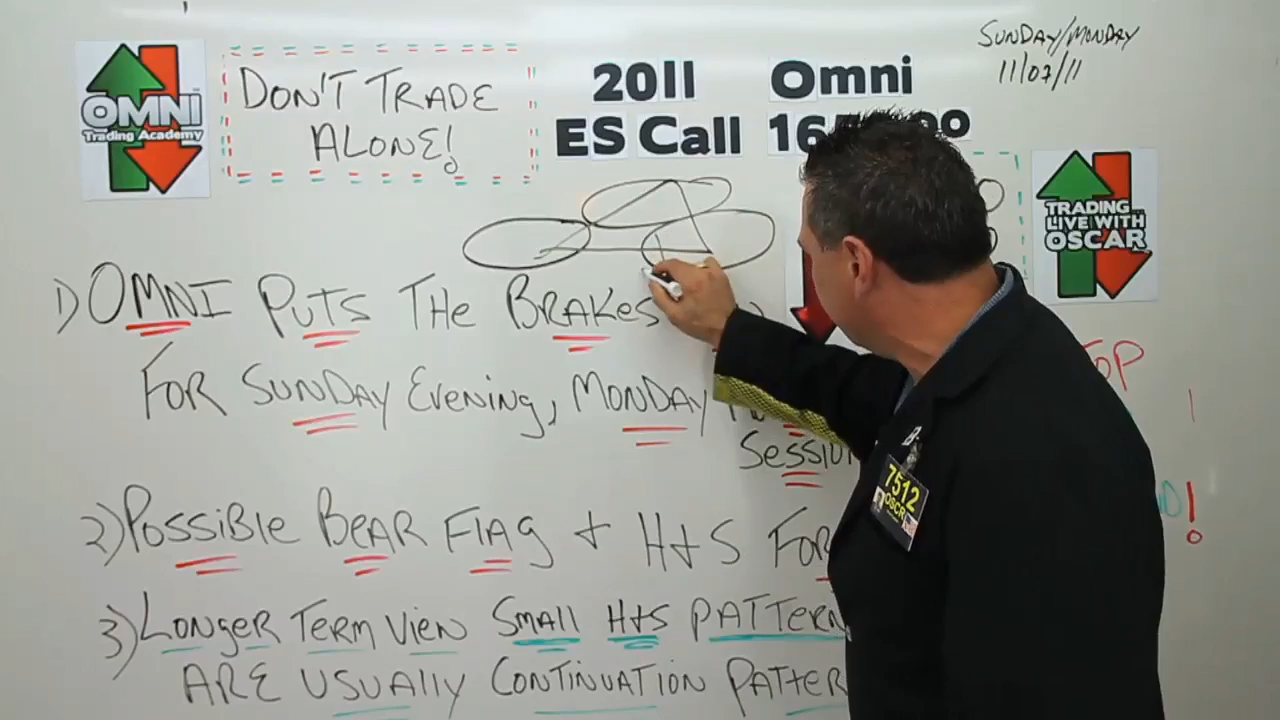 SUNDAY/MONDAY
11/07/11
OMNI
Trading Academy
DON'T TRADE
ALONE!
2011 Omni
ES Call
TRADING
LIVE WITH
OSCAR
1) OMNI PUTS THE BRAKES
FOR SUNDAY Evening, MONDAY
Session
TOP
7512
OSCR
2) POSSIBLE BEAR FLAG + H+S FOR
3) LONGER TERM VIEW SMALL H+S PATTERN
ARE USUALLY CONTINUATION PATTER